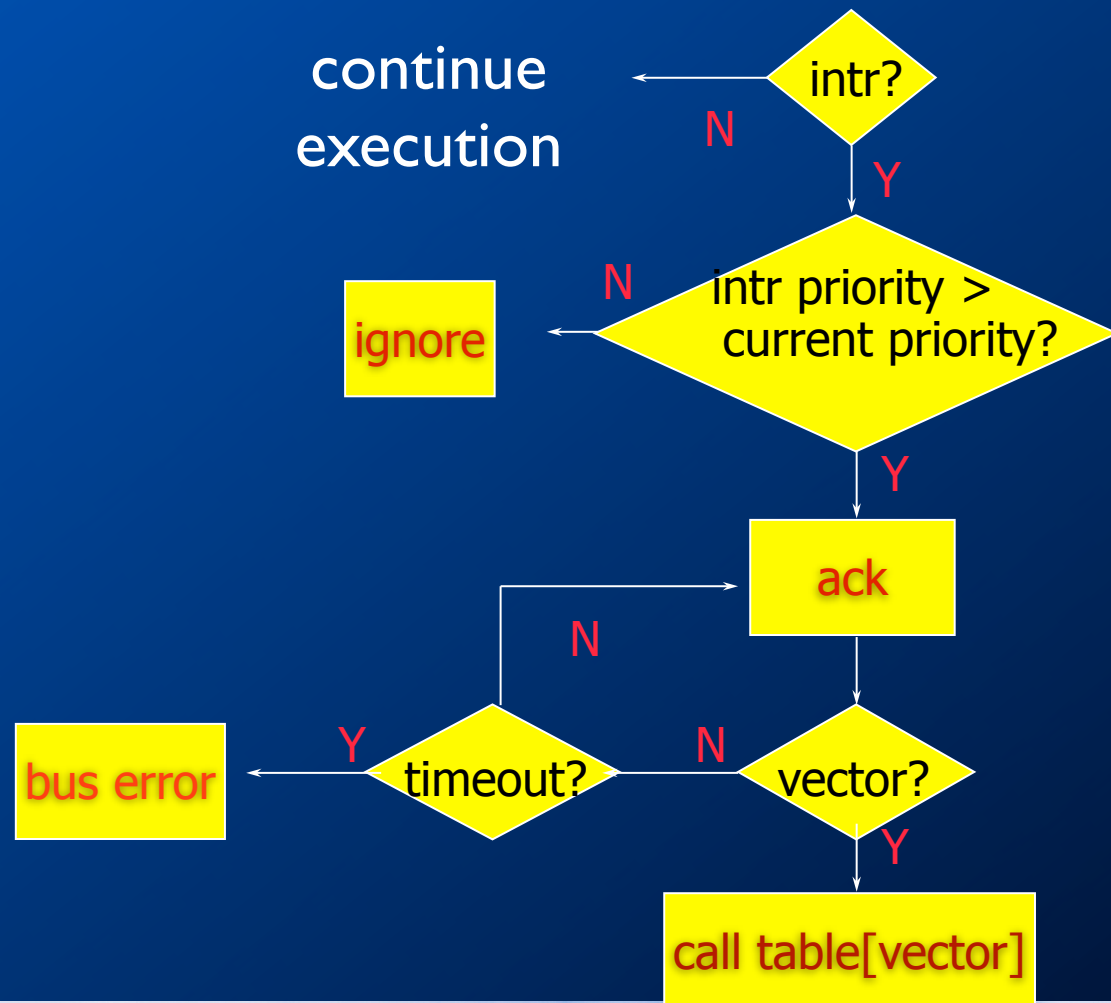 continue
execution
intr?
N
Y
intr priority >
current priority?
N
ignore
Y
ack
N
vector?
N
timeout?
Y
bus error
Y
call table[vector]